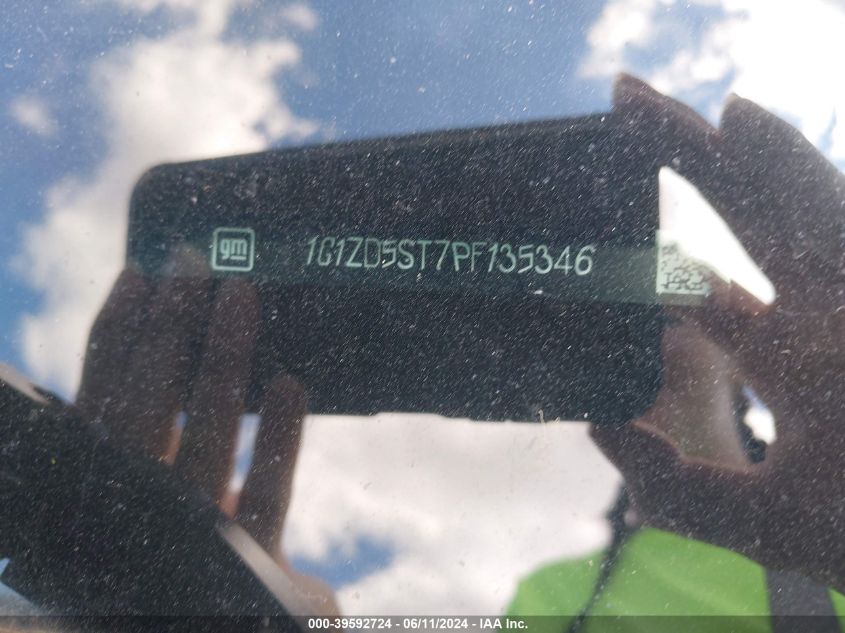 gm 1G1ZD5ST7PF135346
000-39592724 - 06/11/2024 - IAA Inc.